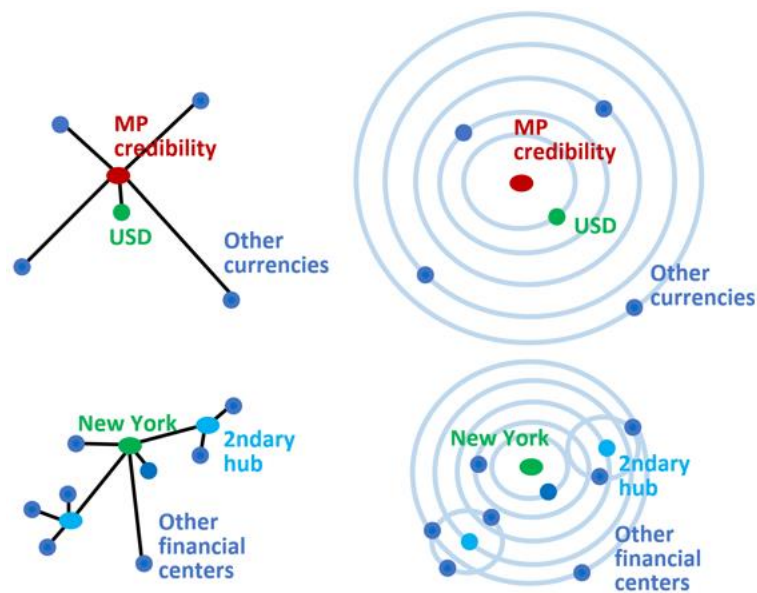 MP
credibility
USD
Other
currencies
MP
credibility
USD
Other
currencies
New York
2ndary
hub
Other
financial
centers
New York
2ndary
hub
Other
financial
centers